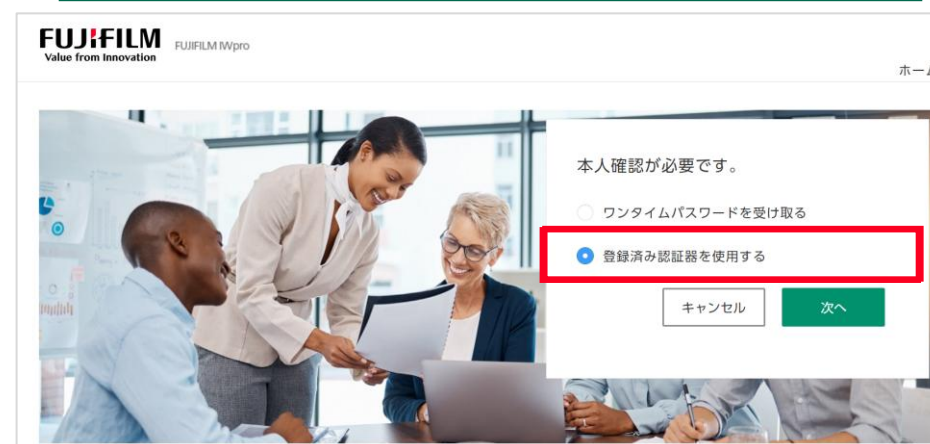 FUJIFILM
Value from Innovation
FUJIFILM IWpro
ホーム
本人確認が必要です。
ワンタイムパスワードを受け取る
登録済み認証器を使用する
キャンセル
次へ